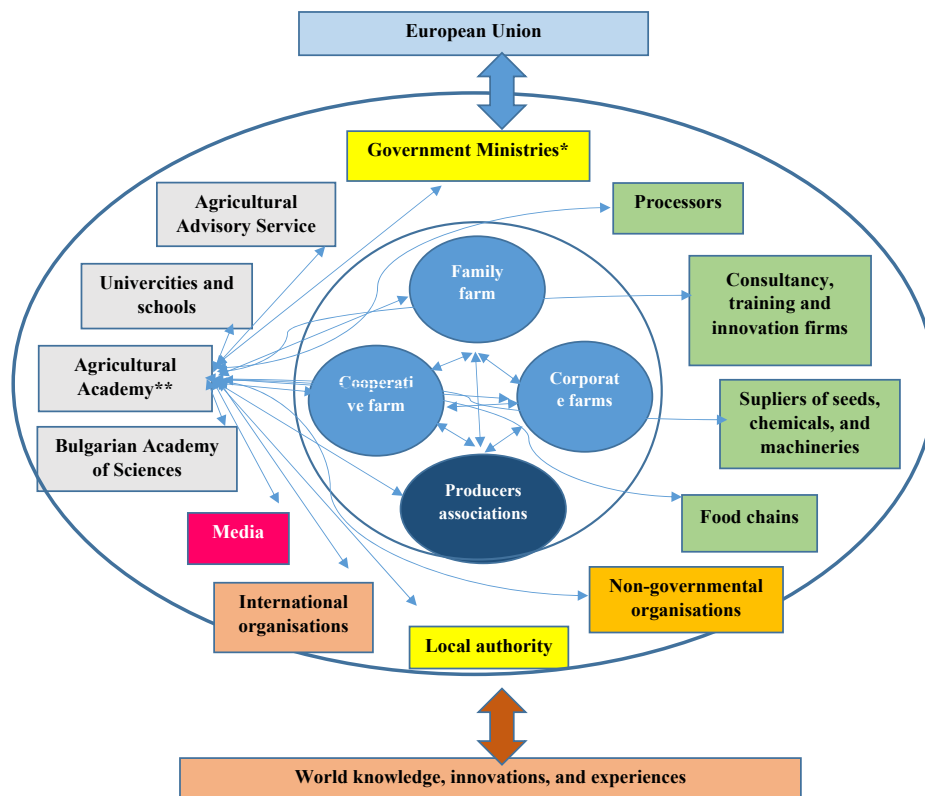 European Union
Government Ministries*
Agricultural
Advisory Service
Processors
Family
farm
Univercities and
schools
Consultancy,
training and
innovation firms
Agricultural
Academy**
Cooperati
ve farm
Corporat
e farms
Supliers of seeds,
chemicals, and
machineries
Bulgarian Academy
of Sciences
Producers
associations
Media
Food chains
International
organisations
Non-governmental
organisations
Local authority
World knowledge, innovations, and experiences